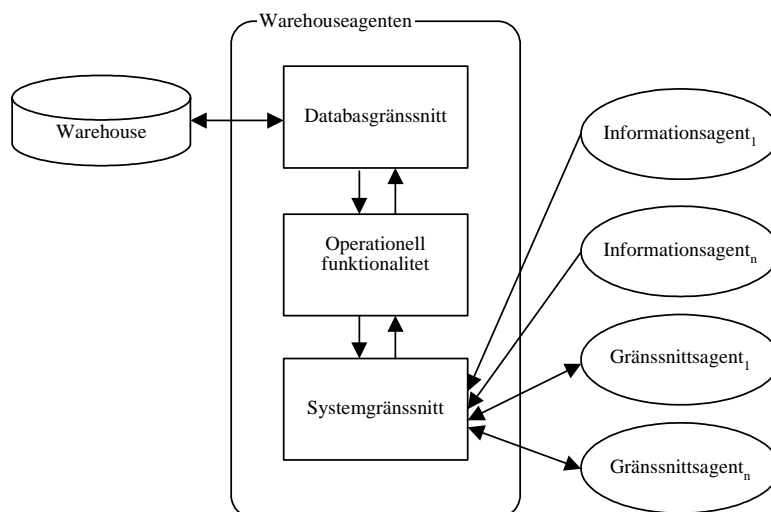 Warehouseagenten
Warehouse
Databasgränssnitt
Operationell
funktionalitet
Systemgränssnitt
Informationsagent₁
Informationsagentₙ
Gränssnittsagent₁
Gränssnittsagentₙ